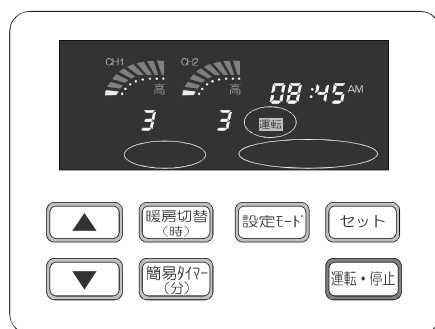 CH1 CH2
高 高 08:45 AM
3 3 運転
▲ 暖房切替 設定モード セット
(時)
▼ 簡易タイマー 運転・停止
(分)